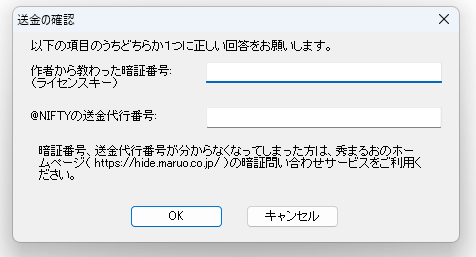 送金の確認
以下の項目のうちどちらか1つに正しい回答をお願いします。
作者から教わった暗証番号:
(ライセンスキー)
@NIFTYの送金代行番号:
暗証番号、送金代行番号が分からなくなってしまった方は、秀まるおのホー
ムページ( https://hide.maruo.co.jp/ )の暗証問い合わせサービスをご利用く
ださい。
OK
キャンセル